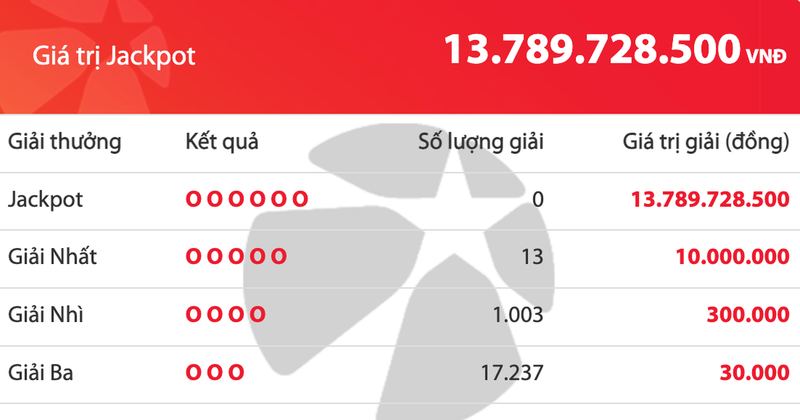 Giá trị Jackpot 13.789.728.500 VNĐ
Giải thưởng Kết quả Số lượng giải Giá trị giải (đồng)
Jackpot O O O O O O 0 13.789.728.500
Giải Nhất O O O O O 13 10.000.000
Giải Nhì O O O O 1.003 300.000
Giải Ba O O O 17.237 30.000